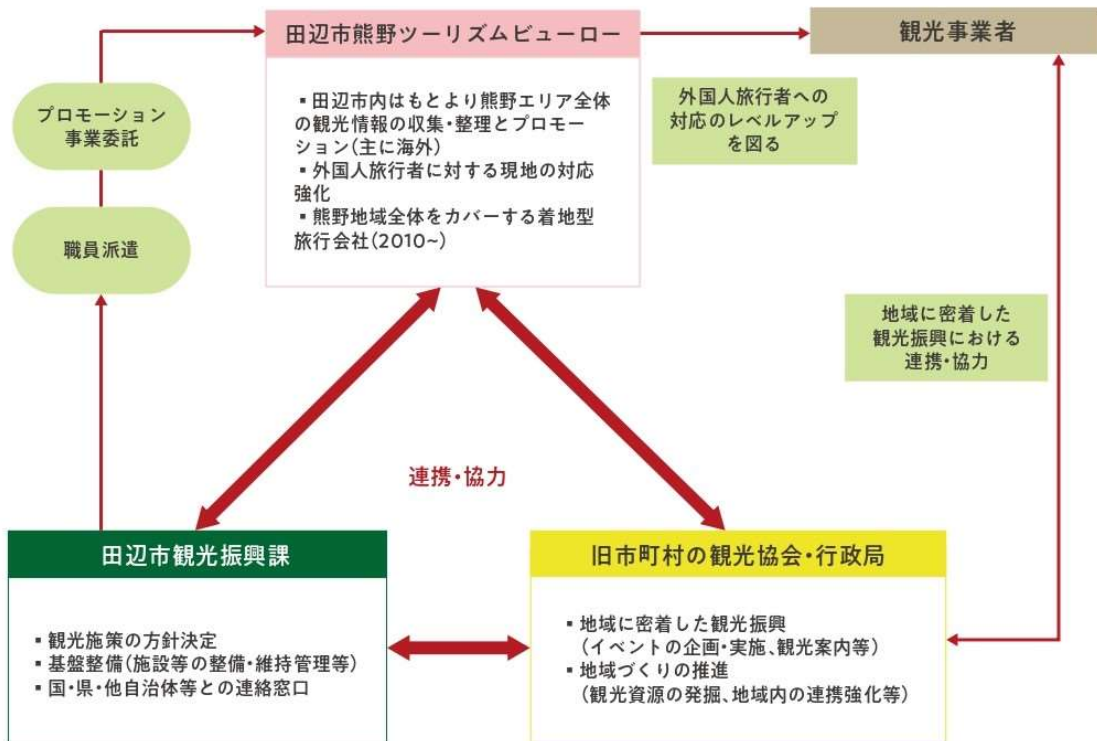 田辺市熊野ツーリズムビューロー
観光事業者
▪田辺市内はもとより熊野エリア全体
の観光情報の収集・整理とプロモー
ション(主に海外)
▪外国人旅行者に対する現地の対応
強化
▪熊野地域全体をカバーする着地型
旅行会社(2010~)
プロモーション
事業委託
職員派遣
外国人旅行者への
対応のレベルアップ
を図る
地域に密着した
観光振興における
連携・協力
連携・協力
田辺市観光振興課
▪観光施策の方針決定
▪基盤整備(施設等の整備・維持管理等)
▪国・県・他自治体等との連絡窓口
旧市町村の観光協会・行政局
▪地域に密着した観光振興
(イベントの企画・実施、観光案内等)
▪地域づくりの推進
(観光資源の発掘、地域内の連携強化等)